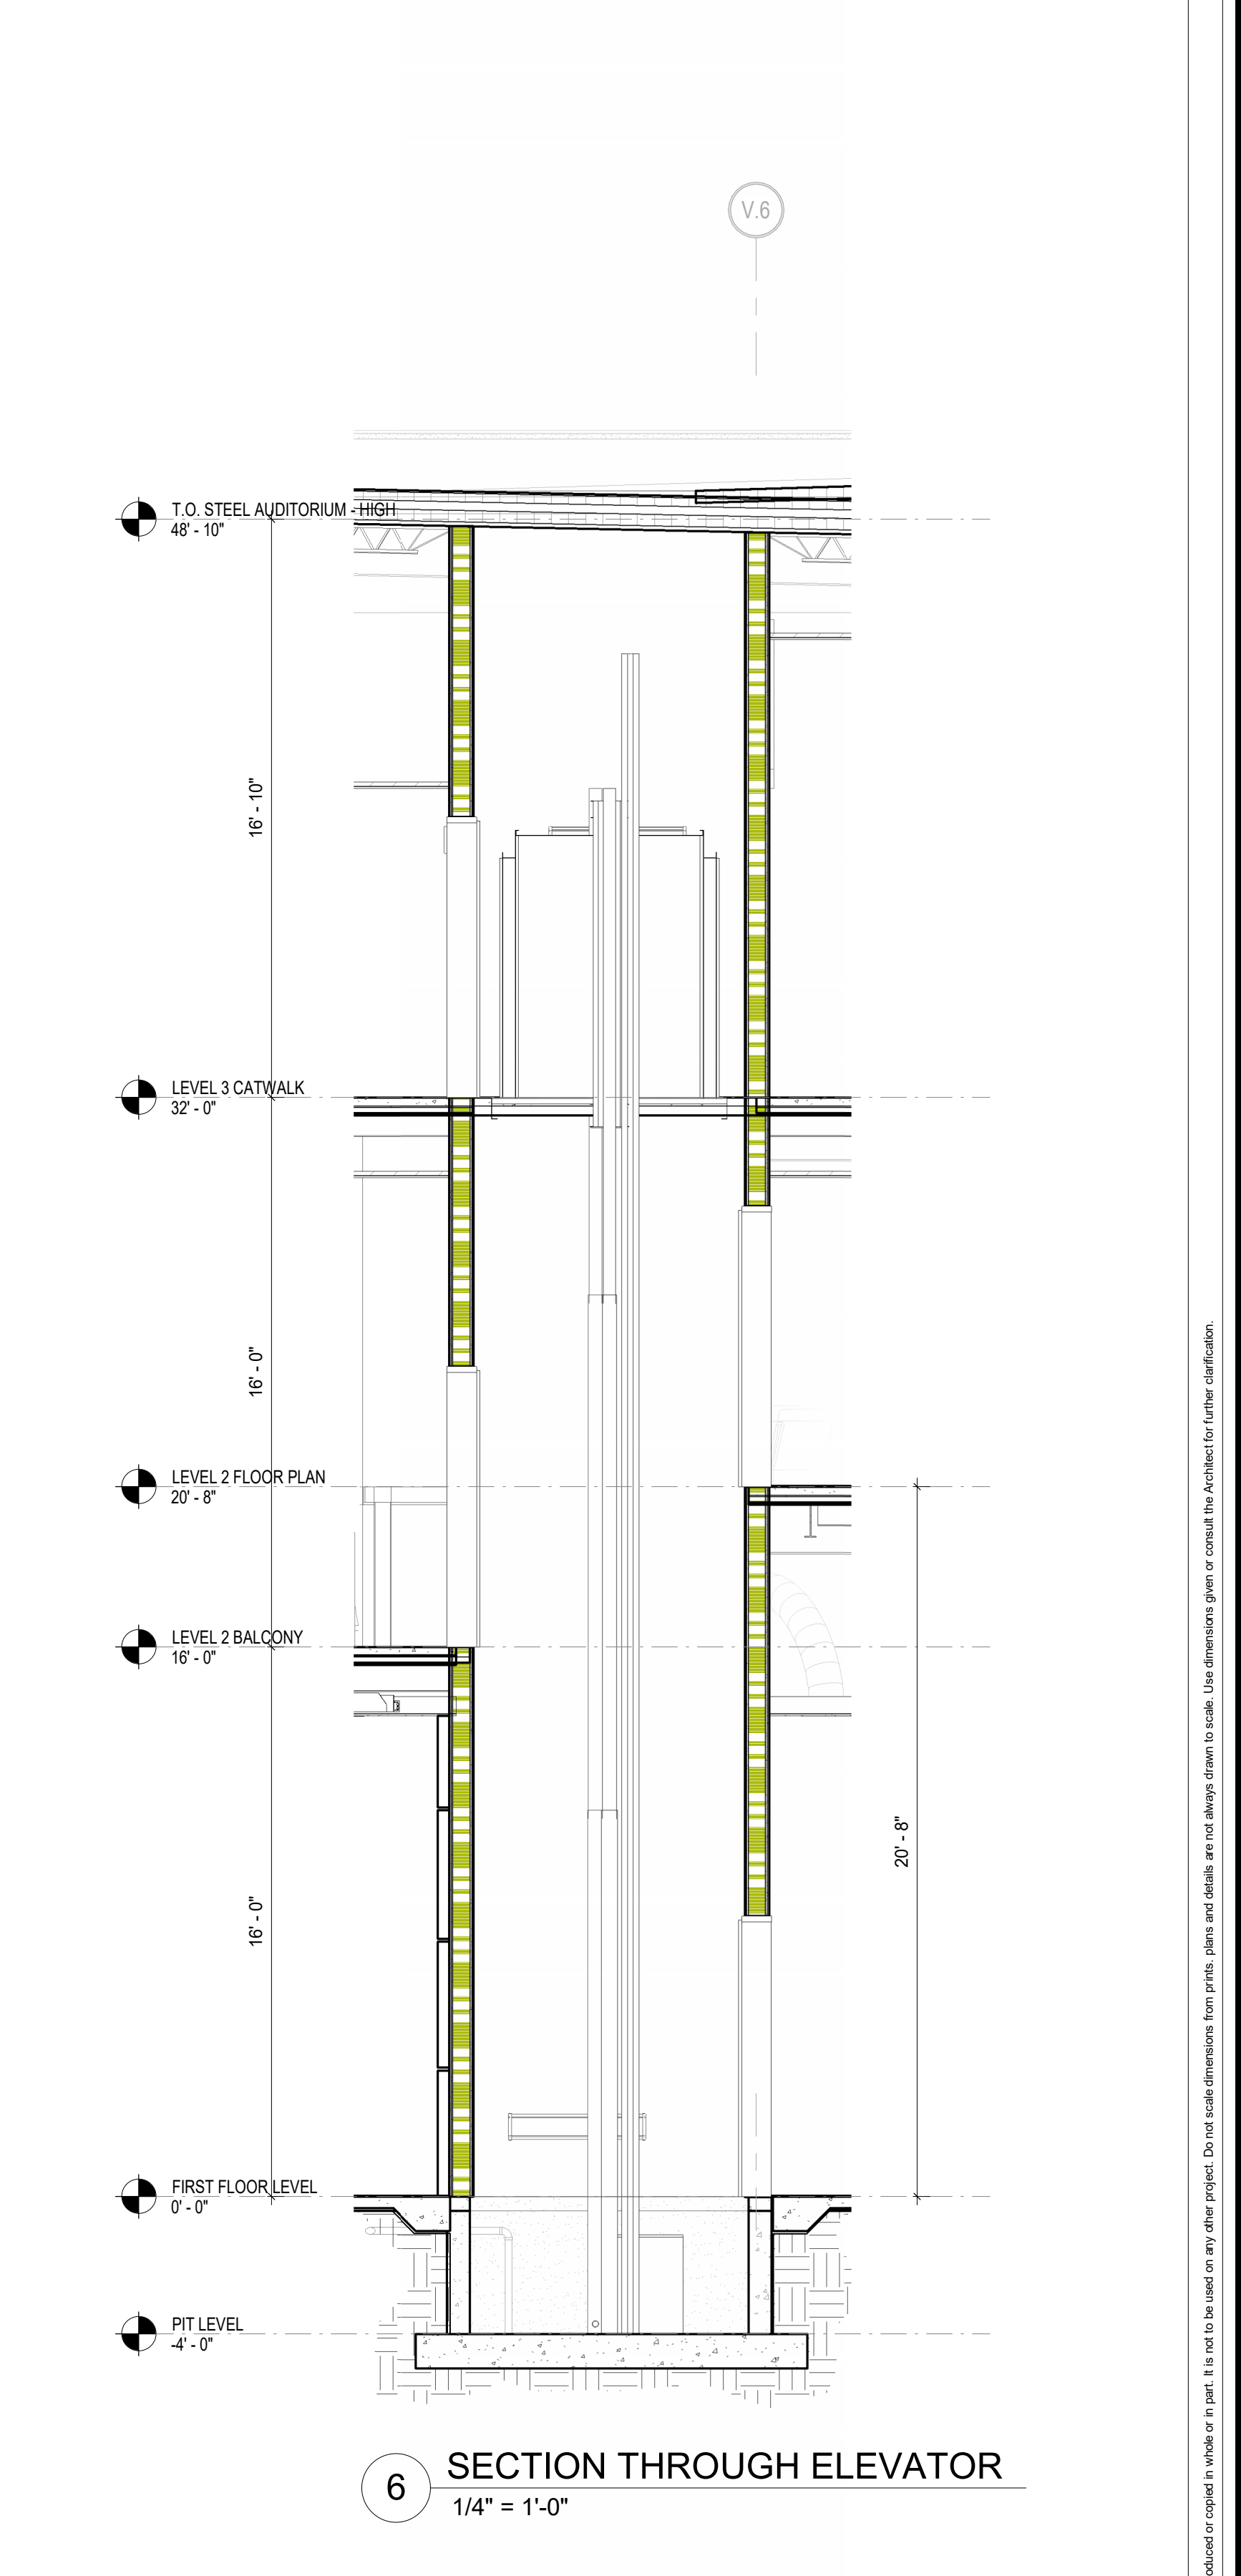 V.6
T.O. STEEL AUDITORIUM - HIGH
48' - 10"
16' - 10"
LEVEL 3 CATWALK
32' - 0"
16' - 0"
LEVEL 2 FLOOR PLAN
20' - 8"
LEVEL 2 BALCONY
16' - 0"
20' - 8"
16' - 0"
FIRST FLOOR LEVEL
0' - 0"
PIT LEVEL
-4' - 0"
6
SECTION THROUGH ELEVATOR
1/4" = 1'-0"
oduced or copied in whole or in part. It is not to be used on any other project. Do not scale dimensions from prints. plans and details are not always drawn to scale. Use dimensions given or consult the Architect for further clarification.